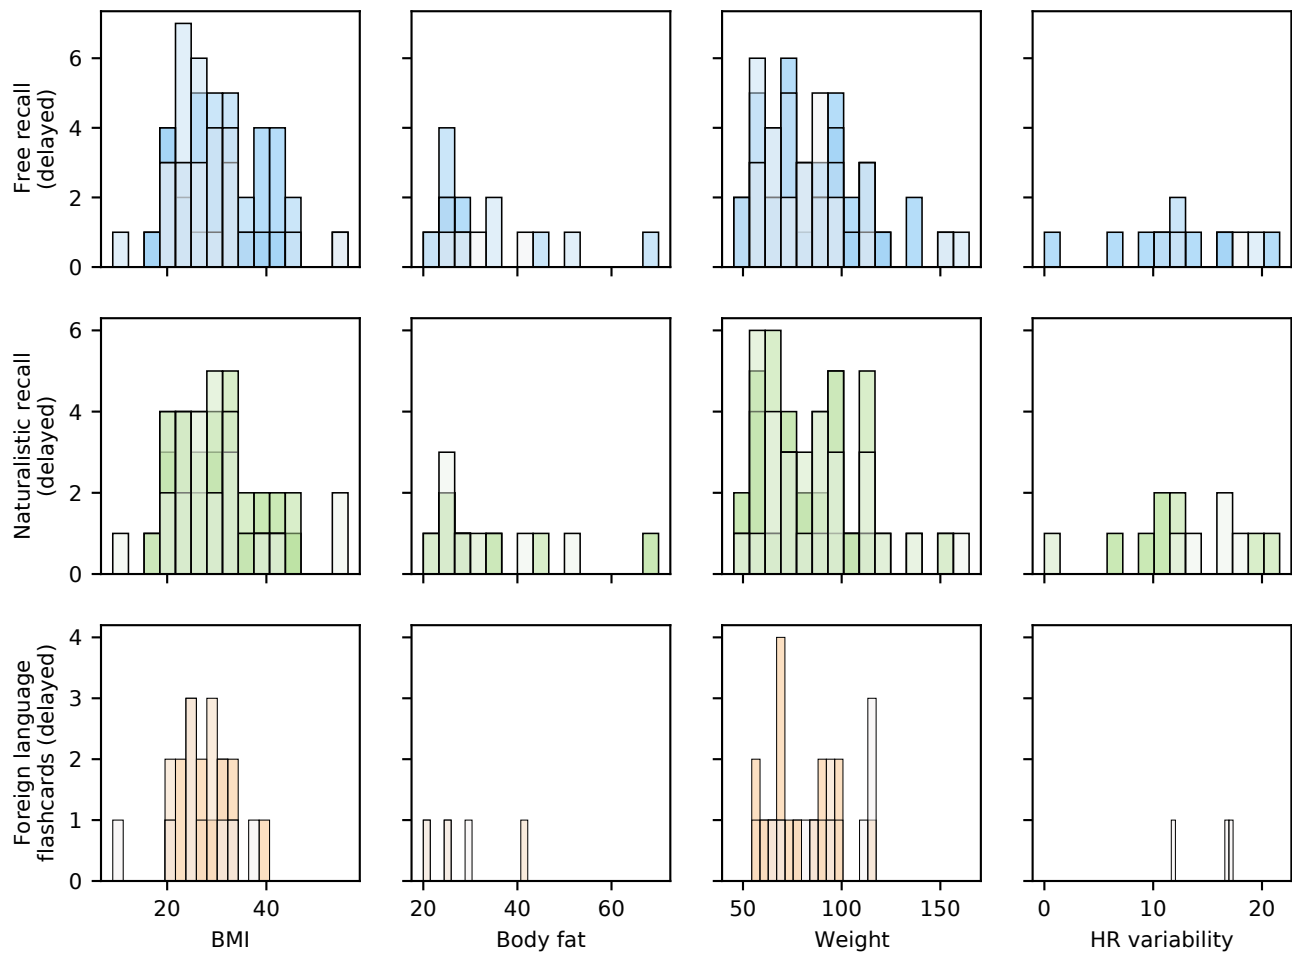 Free recall
(delayed)
6
4
2
0
Naturalistic recall
(delayed)
6
4
2
0
Foreign language
flashcards (delayed)
4
3
2
1
0
20 40
20 40 60
50 100 150
0 10 20
BMI
Body fat
Weight
HR variability